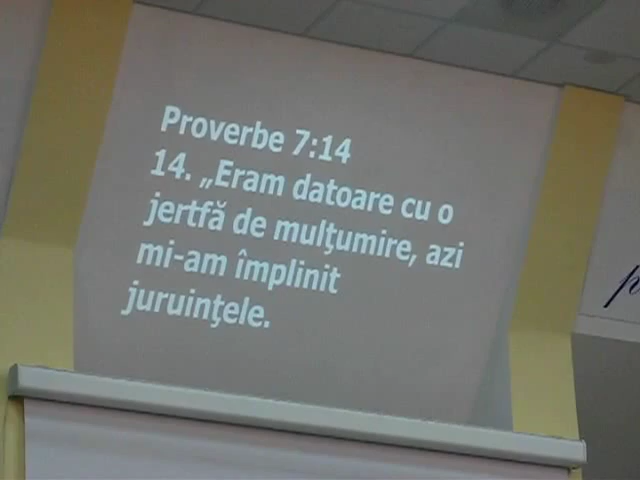 Proverbe 7:14
14. „Eram datoare cu o
jertfă de mulţumire, azi
mi-am împlinit
juruinţele.